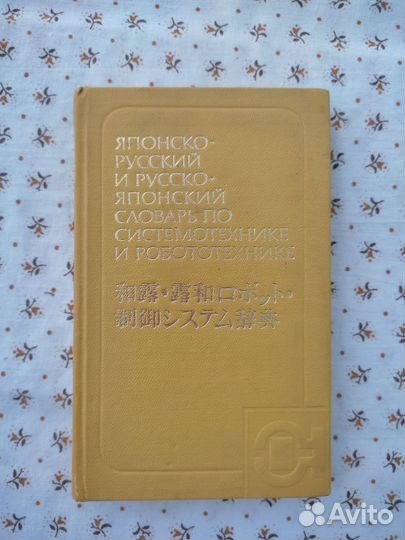 ЯПОНСКО-
РУССКИЙ
И РУССКО-
ЯПОНСКИЙ
СЛОВАРЬ ПО
СИСТЕМОТЕХНИКЕ
И РОБОТОТЕХНИКЕ
和露・露和ロボット・
制御システム辞典
Avito